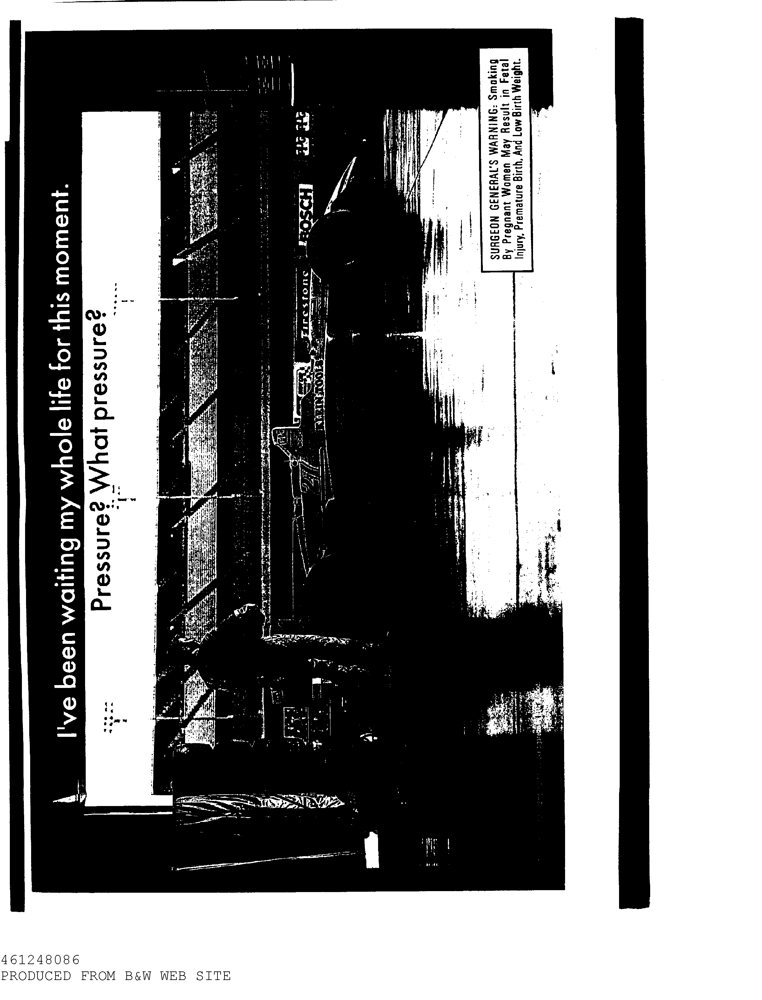 I've been waiting my whole life for this moment.
Pressure? What pressure?
BOSCH
Firestone
27
SURGEON GENERAL'S WARNING: Smoking
By Pregnant Women May Result in Fetal
Injury, Premature Birth, And Low Birth Weight.
461248086
PRODUCED FROM B&W WEB SITE